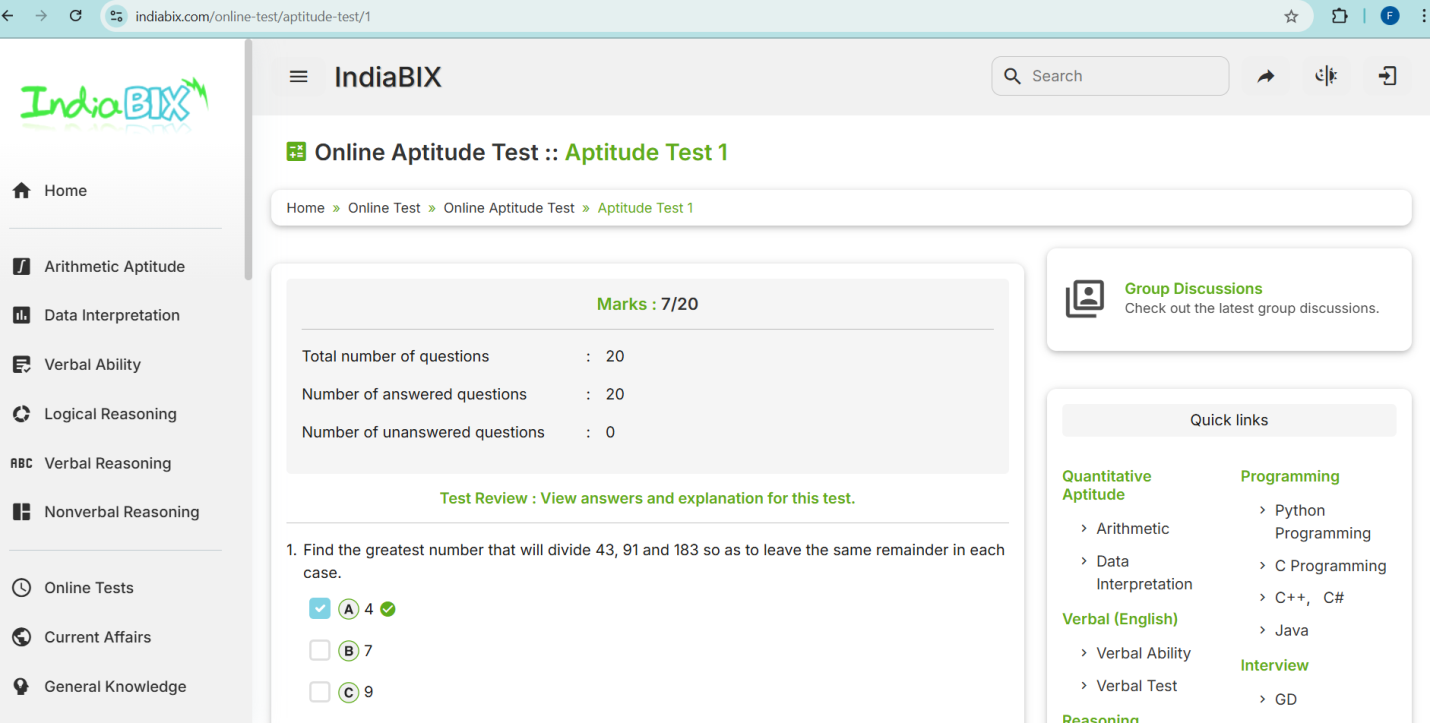 indiabix.com/online-test/aptitude-test/1
F
IndiaBIX
IndiaBIX
Search
Home
Arithmetic Aptitude
Data Interpretation
Verbal Ability
Logical Reasoning
ABC Verbal Reasoning
Nonverbal Reasoning
Online Tests
Current Affairs
General Knowledge
Online Aptitude Test :: Aptitude Test 1
Home » Online Test » Online Aptitude Test » Aptitude Test 1
Marks : 7/20
Total number of questions : 20
Number of answered questions : 20
Number of unanswered questions : 0
Test Review : View answers and explanation for this test.
1. Find the greatest number that will divide 43, 91 and 183 so as to leave the same remainder in each
case.
A 4
B 7
C 9
Group Discussions
Check out the latest group discussions.
Quick links
Quantitative
Aptitude
Arithmetic
Data
Interpretation
Verbal (English)
Verbal Ability
Verbal Test
Reasoning
Programming
Python
Programming
C Programming
C++, C#
Java
Interview
GD